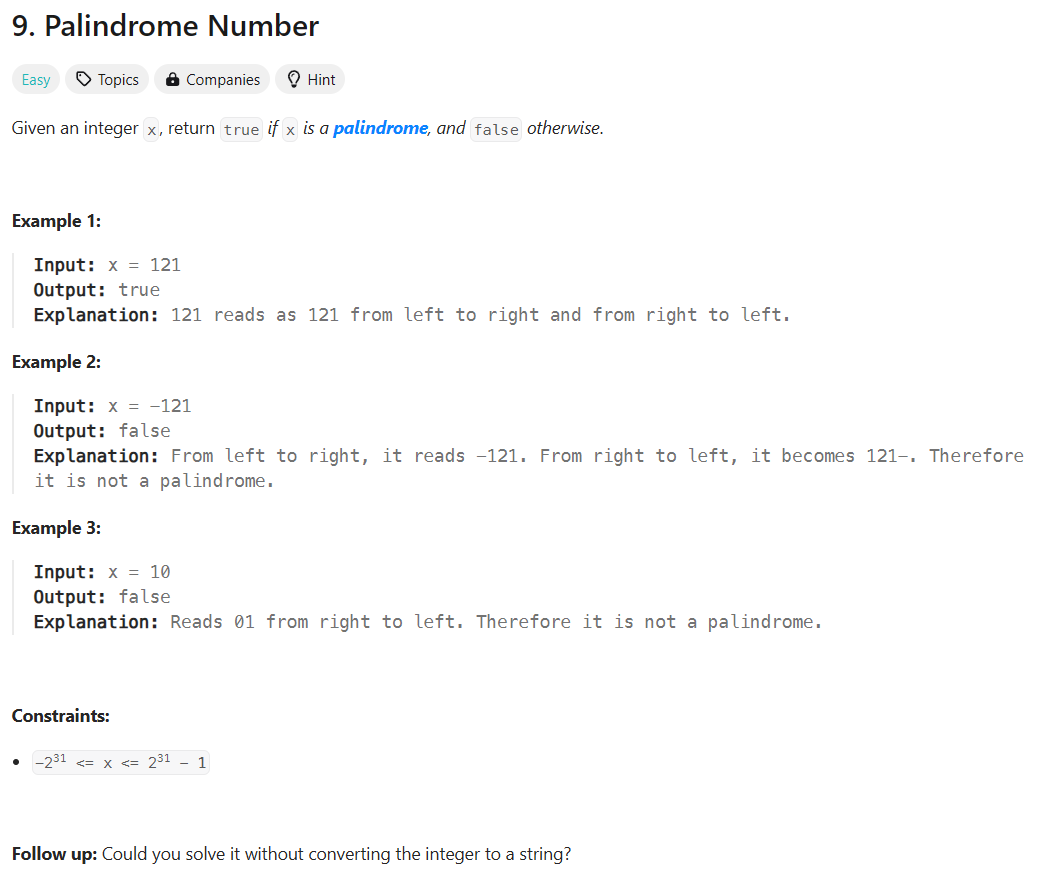 9. Palindrome Number
Easy Topics Companies Hint
Given an integer x, return true if x is a palindrome, and false otherwise.
Example 1:
Input: x = 121
Output: true
Explanation: 121 reads as 121 from left to right and from right to left.
Example 2:
Input: x = -121
Output: false
Explanation: From left to right, it reads -121. From right to left, it becomes 121-. Therefore
it is not a palindrome.
Example 3:
Input: x = 10
Output: false
Explanation: Reads 01 from right to left. Therefore it is not a palindrome.
Constraints:
• -2³¹ <= x <= 2³¹ - 1
Follow up: Could you solve it without converting the integer to a string?